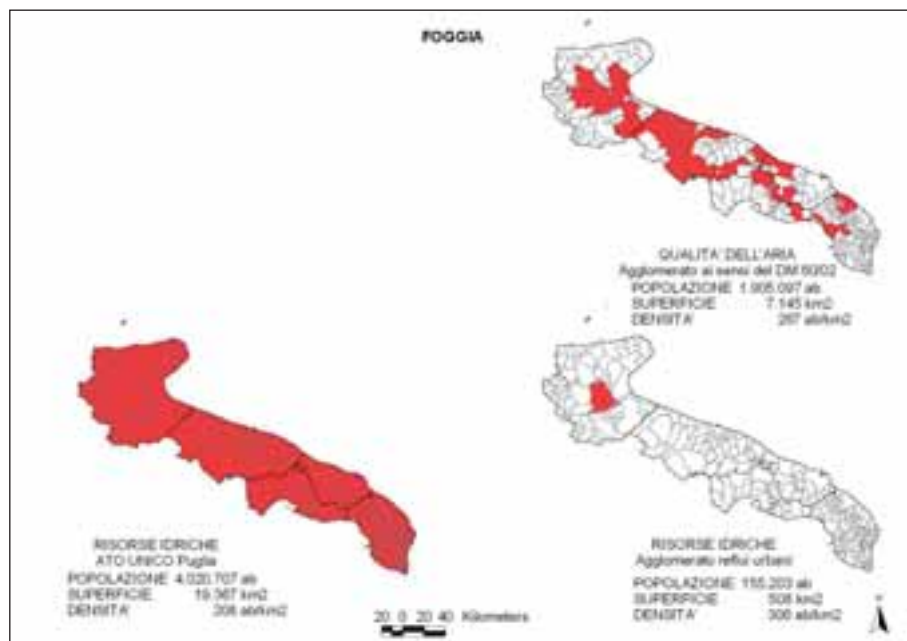 FOGGIA
QUALITA' DELL'ARIA
Agglomerato ai sensi del DM 60/02
POPOLAZIONE 1.905.097 ab
SUPERFICIE 7.145 km2
DENSITA' 267 ab/km2
RISORSE IDRICHE
ATO UNICO Puglia
POPOLAZIONE 4.020.707 ab
SUPERFICIE 19.367 km2
DENSITA' 208 ab/km2
RISORSE IDRICHE
Agglomerato reflui urbani
POPOLAZIONE 155.203 ab
SUPERFICIE 508 km2
DENSITA' 306 ab/km2
20 0 20 40 Kilometers